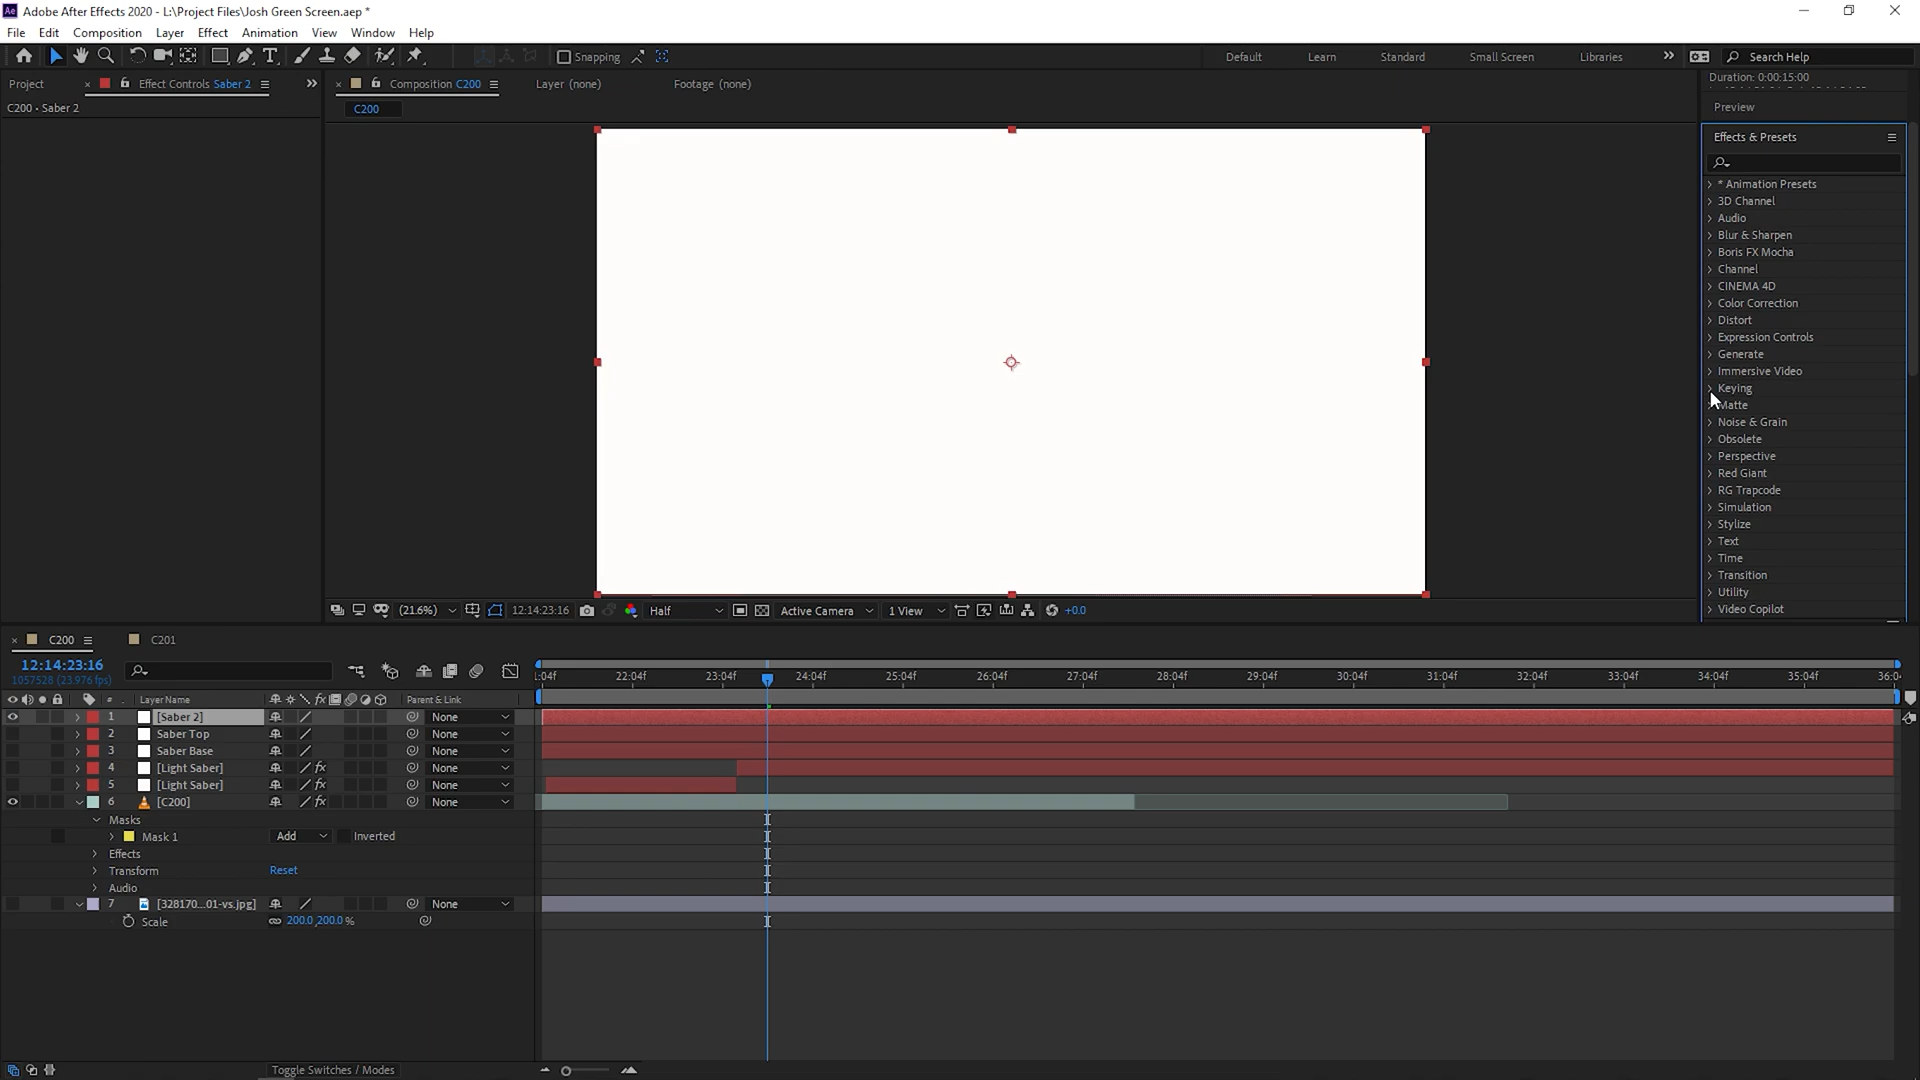 Adobe After Effects 2020 - L:\Project Files\Josh Green Screen.aep *
File Edit Composition Layer Effect Animation View Window Help
Snapping Default Learn Standard Small Screen Libraries Search Help
Project Effect Controls Saber 2 Composition C200 Layer (none) Footage (none)
Duration: 0:00:15:00
C200 • Saber 2
C200
Preview
Effects & Presets
* Animation Presets
3D Channel
Audio
Blur & Sharpen
Boris FX Mocha
Channel
CINEMA 4D
Color Correction
Distort
Expression Controls
Generate
Immersive Video
Keying
Matte
Noise & Grain
Obsolete
Perspective
Red Giant
RG Trapcode
Simulation
Stylize
Text
Time
Transition
Utility
Video Copilot
(21.6%) 12:14:23:16 Half Active Camera 1 View +0.0
C200 C201
12:14:23:16
1057528 (23.976 fps)
:04f 22:04f 23:04f 24:04f 25:04f 26:04f 27:04f 28:04f 29:04f 30:04f 31:04f 32:04f 33:04f 34:04f 35:04f 36:0
# Layer Name fx Parent & Link
1 [Saber 2] None
2 Saber Top None
3 Saber Base None
4 [Light Saber] fx None
5 [Light Saber] fx None
6 [C200] fx None
Masks
Mask 1 Add Inverted
Effects
Transform Reset
Audio
7 [328170...01-vs.jpg] None
Scale 200.0,200.0 %
Toggle Switches / Modes